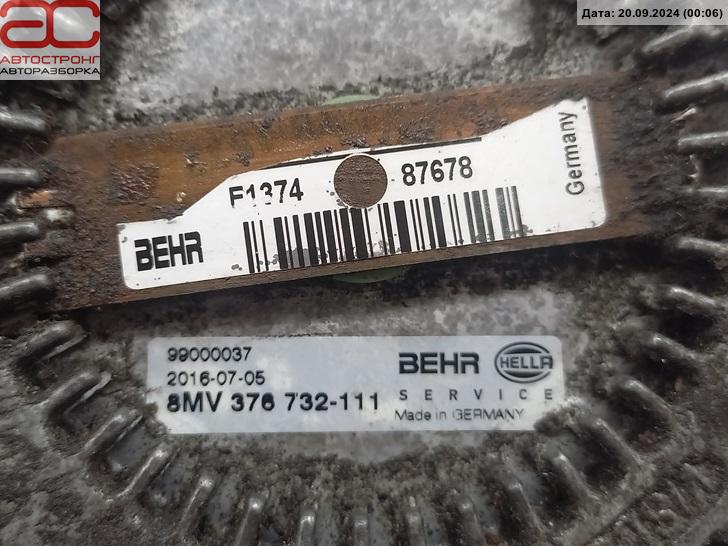 АС
АВТОСТРОНГ
АВТОРАЗБОРКА
Дата: 20.09.2024 (00:06)
F1374 87678
Germany
BEHR
99000037
2016-07-05
8MV 376 732-111
BEHR HELLA
SERVICE
Made in GERMANY